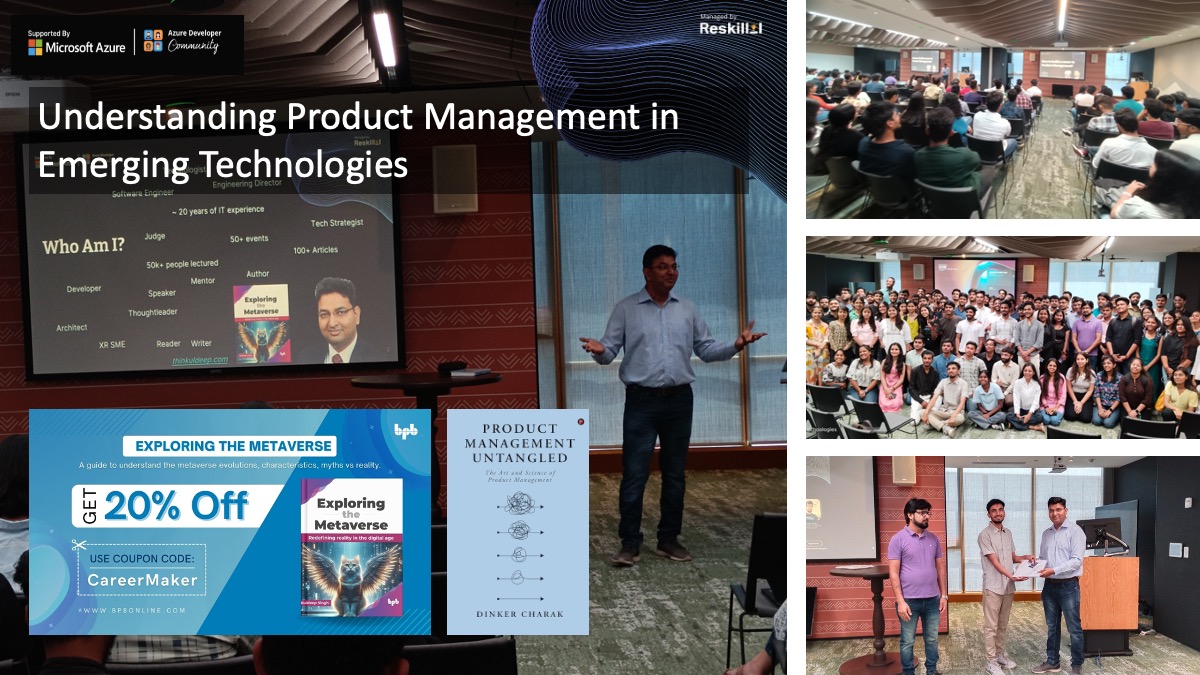 Supported By
Microsoft Azure
Azure Developer
Community
Managed by
Reskilll
Understanding Product Management in
Emerging Technologies
Software Engineer
Engineering Director
~ 20 years of IT experience
Tech Strategist
Who Am I?
Judge
50+ events
100+ Articles
50k+ people lectured
Mentor
Author
Developer
Speaker
Thoughtleader
Architect
XR SME
Reader
Writer
Exploring
the
Metaverse
thinkuldeep.com
bpb
EXPLORING THE METAVERSE
A guide to understand the metaverse evolutions, characteristics, myths vs reality.
GET
20% Off
USE COUPON CODE:
CareerMaker
WWW.BPBONLINE.COM
Exploring
the
Metaverse
Redefining reality in the digital age
Kuldeep Singh
bpb
PRODUCT
MANAGEMENT
UNTANGLED
The Art and Science of
Product Management
DINKER CHARAK